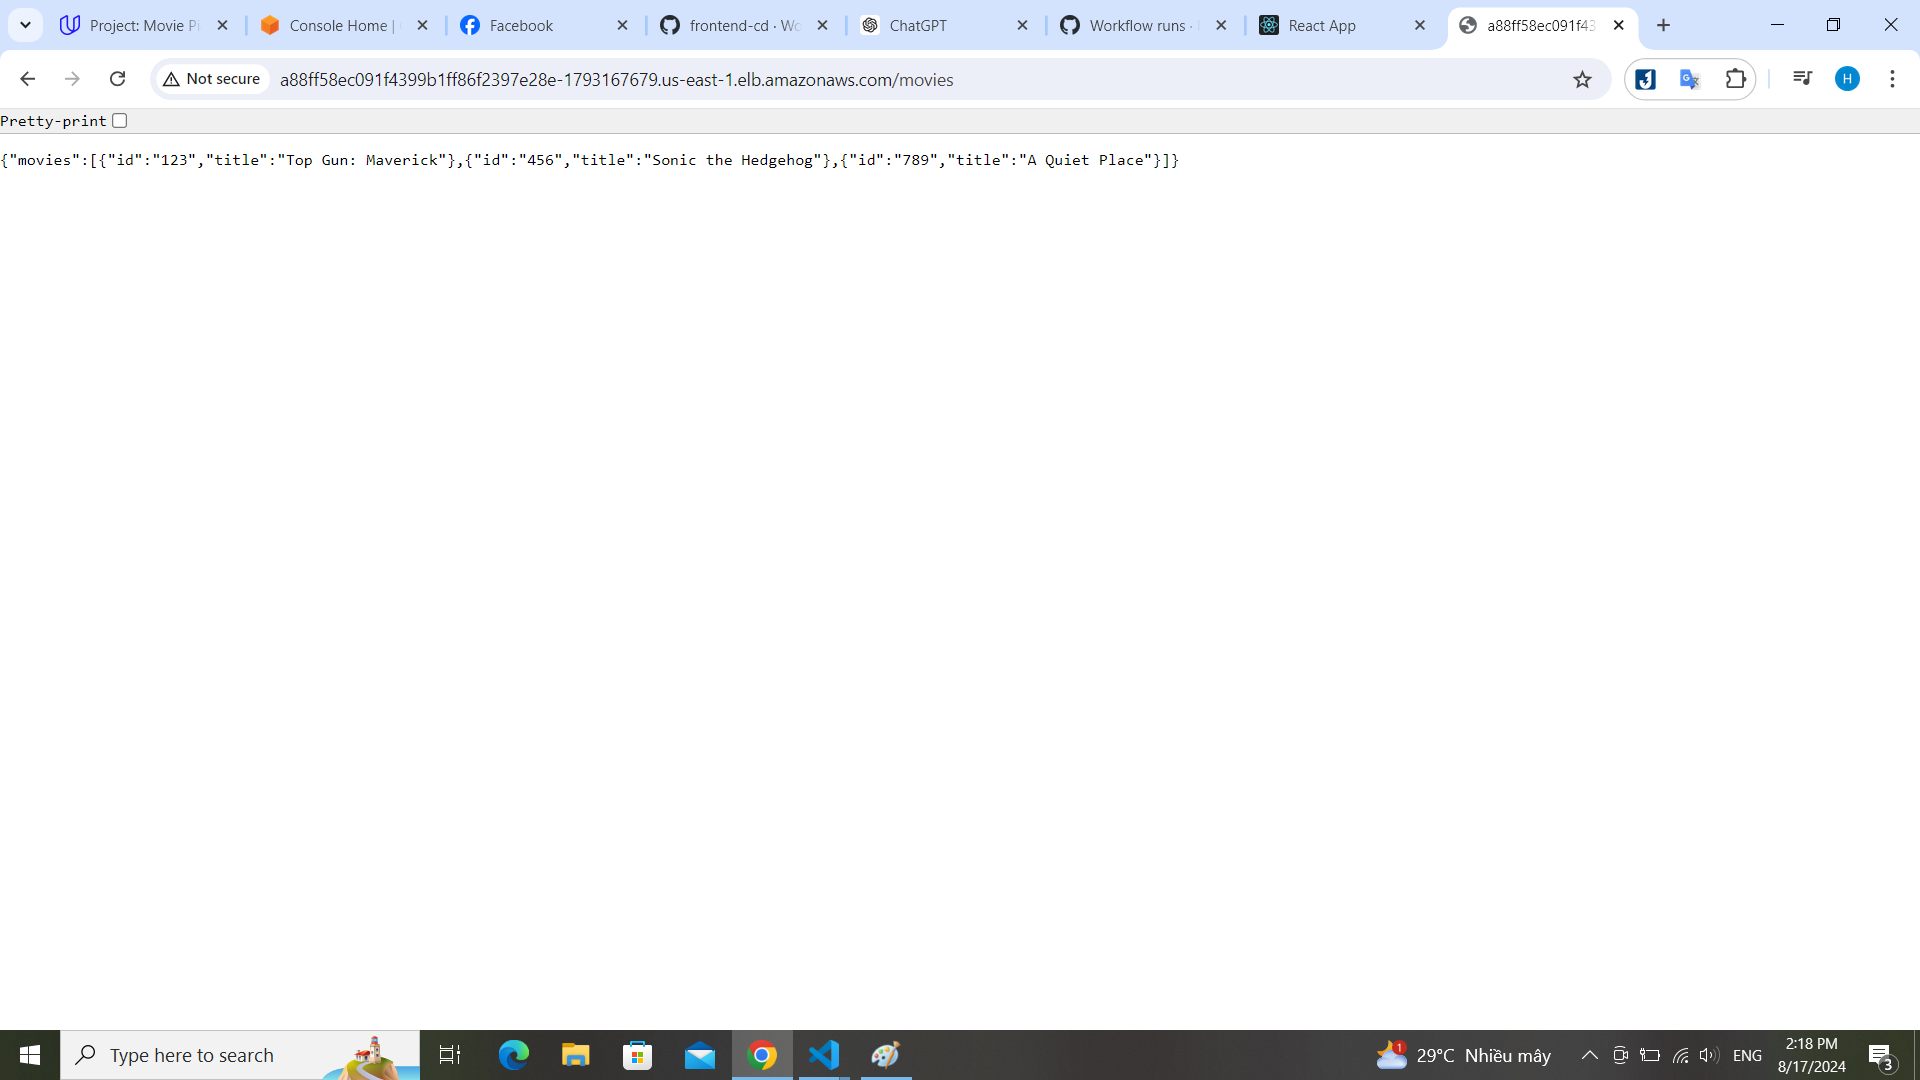 Project: Movie Pi
Console Home |
Facebook
frontend-cd · Wo
ChatGPT
Workflow runs ·
React App
a88ff58ec091f43
Not secure
a88ff58ec091f4399b1ff86f2397e28e-1793167679.us-east-1.elb.amazonaws.com/movies
H
Pretty-print
{"movies":[{"id":"123","title":"Top Gun: Maverick"},{"id":"456","title":"Sonic the Hedgehog"},{"id":"789","title":"A Quiet Place"}]}
Type here to search
1
29°C Nhiều mây
ENG
2:18 PM
8/17/2024
3